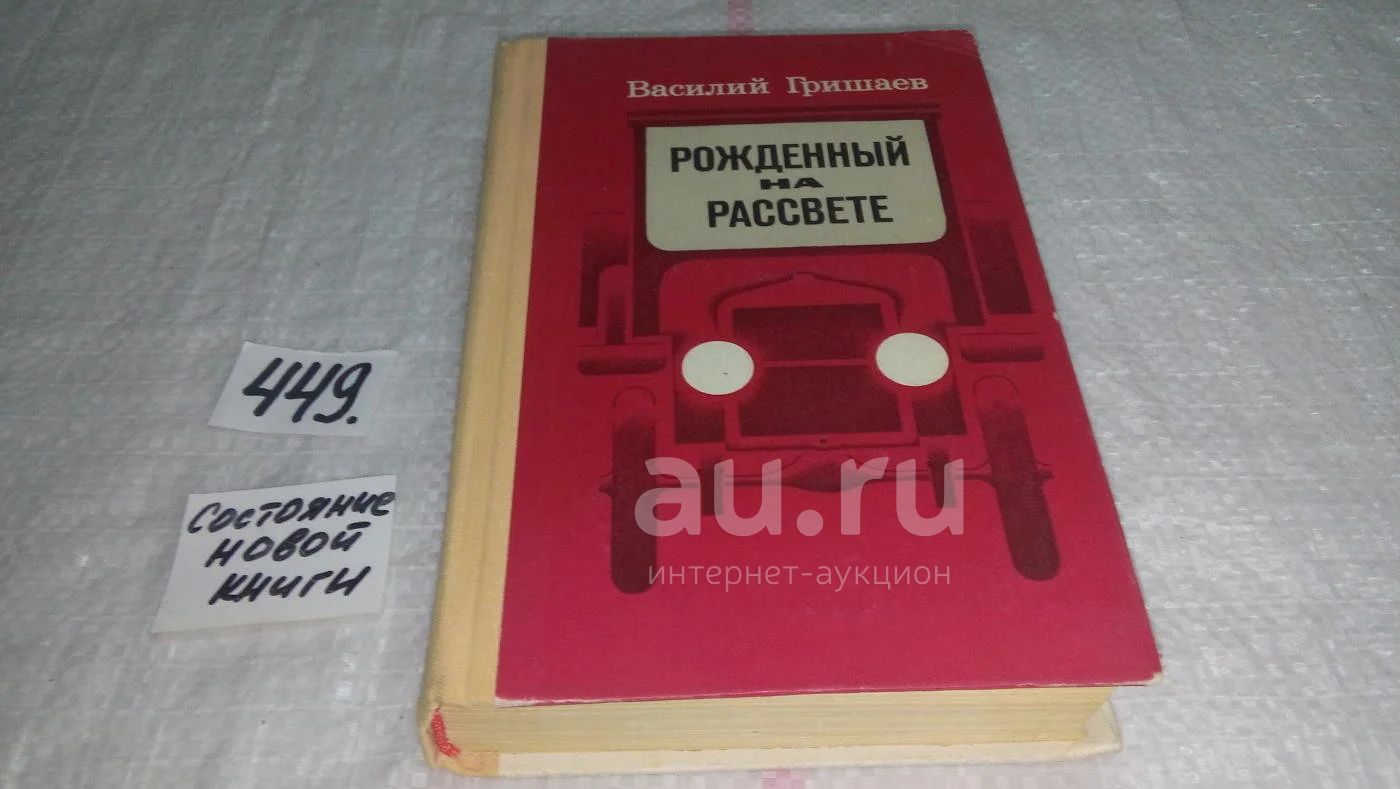 Василий Гришаев
РОЖДЕННЫЙ
НА
РАССВЕТЕ
449.
Состояние
новой
книги
au.ru
интернет-аукцион